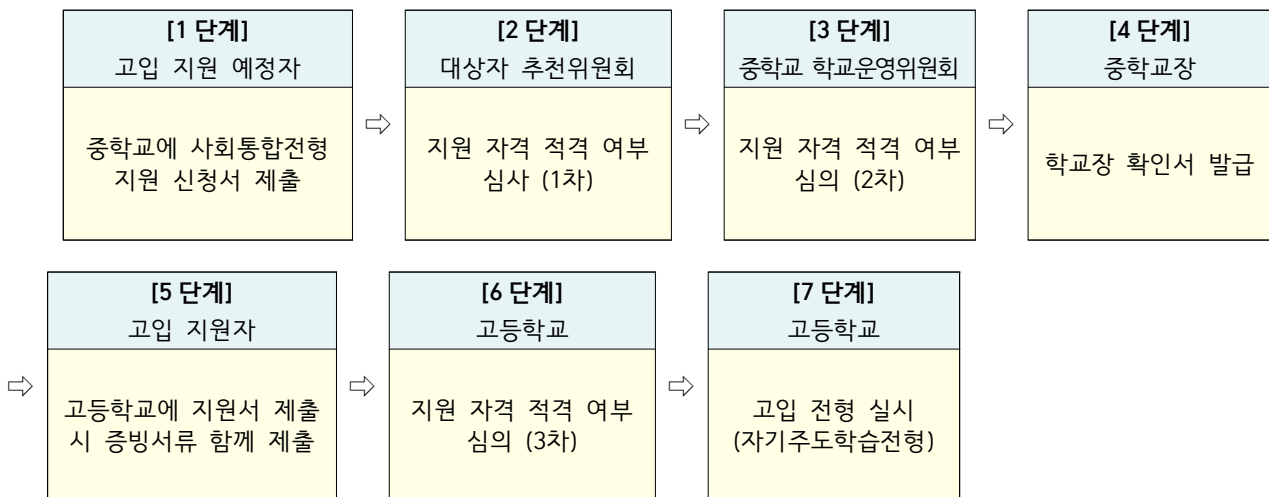 [1 단계]
고입 지원 예정자
중학교에 사회통합전형
지원 신청서 제출
⇨
[2 단계]
대상자 추천위원회
지원 자격 적격 여부
심사 (1차)
⇨
[3 단계]
중학교 학교운영위원회
지원 자격 적격 여부
심의 (2차)
⇨
[4 단계]
중학교장
학교장 확인서 발급
⇨
[5 단계]
고입 지원자
고등학교에 지원서 제출
시 증빙서류 함께 제출
⇨
[6 단계]
고등학교
지원 자격 적격 여부
심의 (3차)
⇨
[7 단계]
고등학교
고입 전형 실시
(자기주도학습전형)